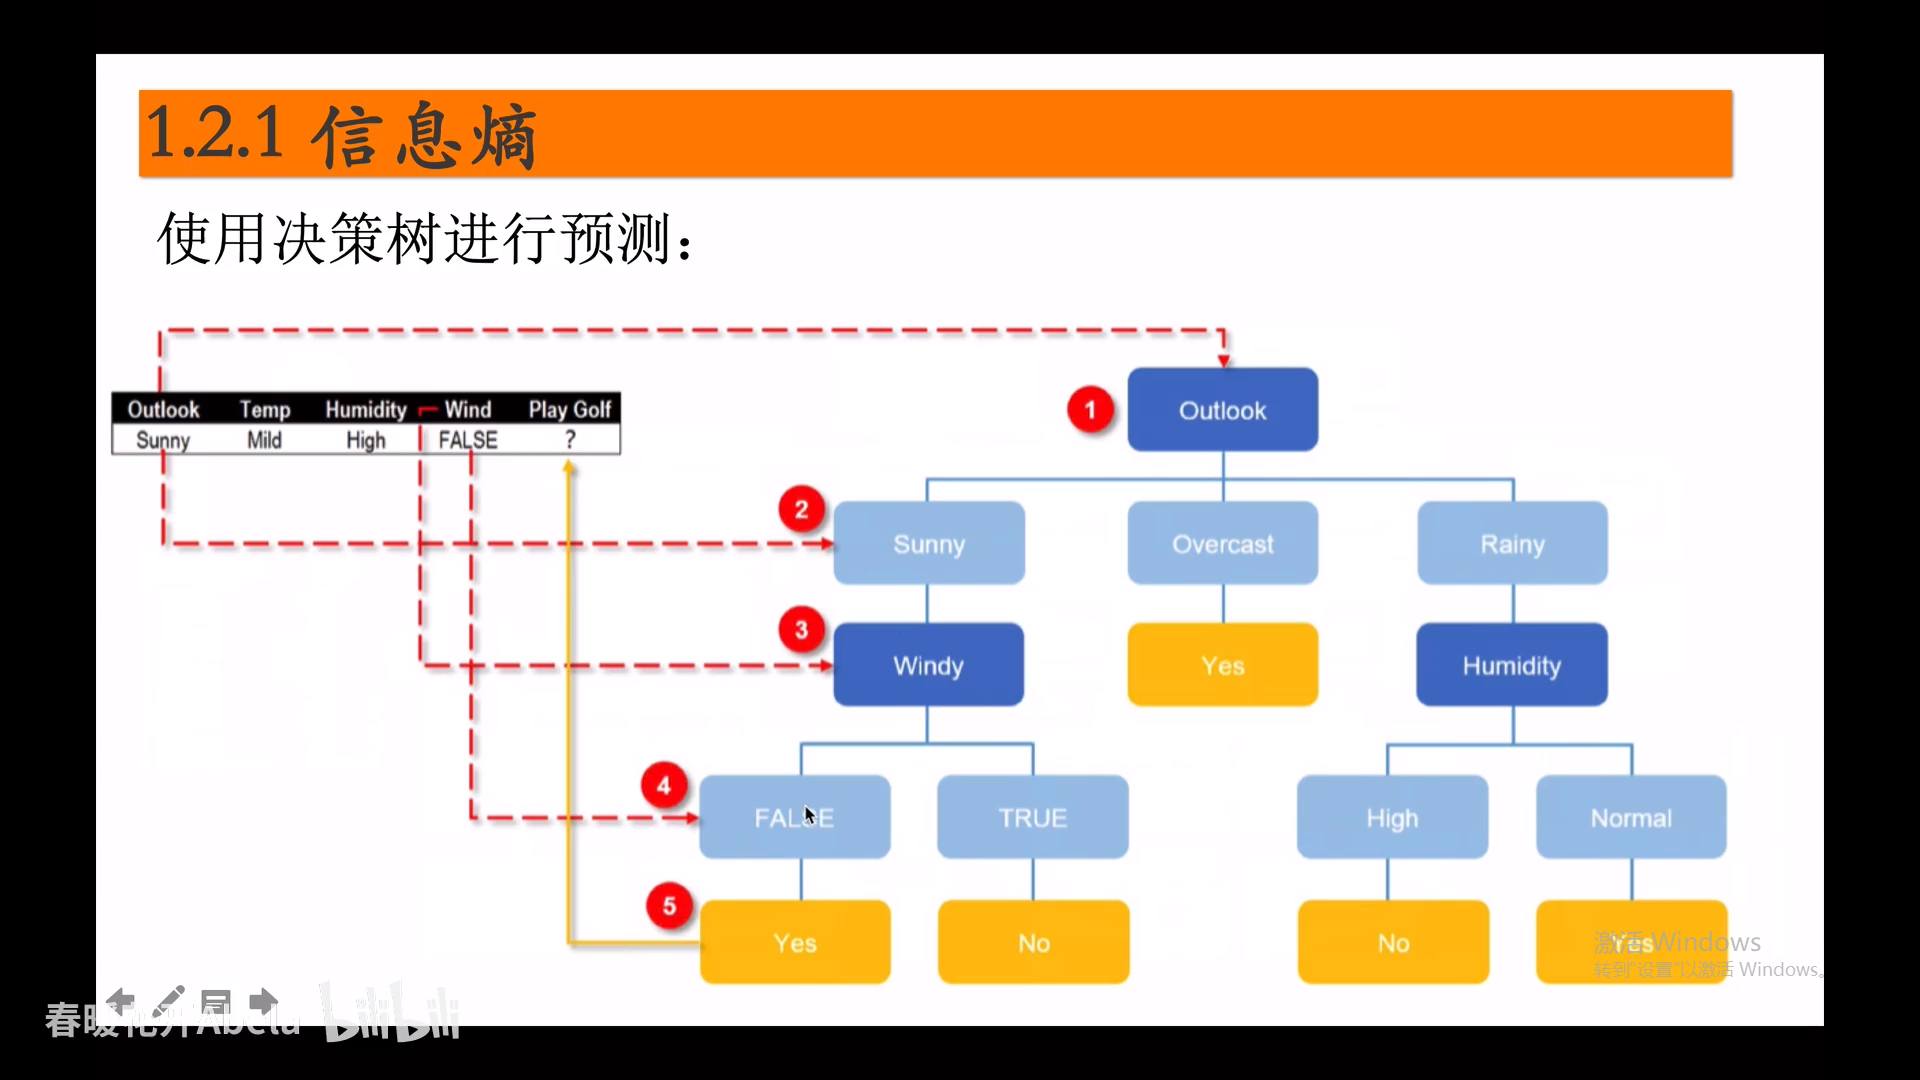 1.2.1 信息熵
使用决策树进行预测：
Outlook Temp Humidity Wind Play Golf
Sunny Mild High FALSE ?
1 Outlook
2 Sunny Overcast Rainy
3 Windy Yes Humidity
4 FALSE TRUE High Normal
5 Yes No No Yes
激活 Windows
转到"设置"以激活 Windows。
春暖花开Abela bilibili